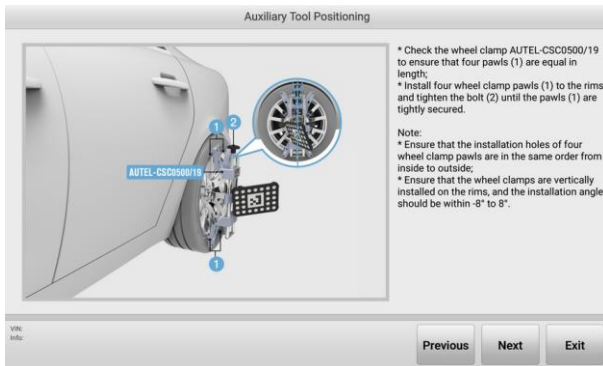 Auxiliary Tool Positioning
* Check the wheel clamp AUTEL-CSC0500/19
to ensure that four pawls (1) are equal in
length;
* Install four wheel clamp pawls (1) to the rims
and tighten the bolt (2) until the pawls (1) are
tightly secured.
Note:
* Ensure that the installation holes of four
wheel clamp pawls are in the same order from
inside to outside;
* Ensure that the wheel clamps are vertically
installed on the rims, and the installation angle
should be within -8° to 8°.
1
2
AUTEL-CSC0500/19
1
VIN:
Info:
Previous
Next
Exit